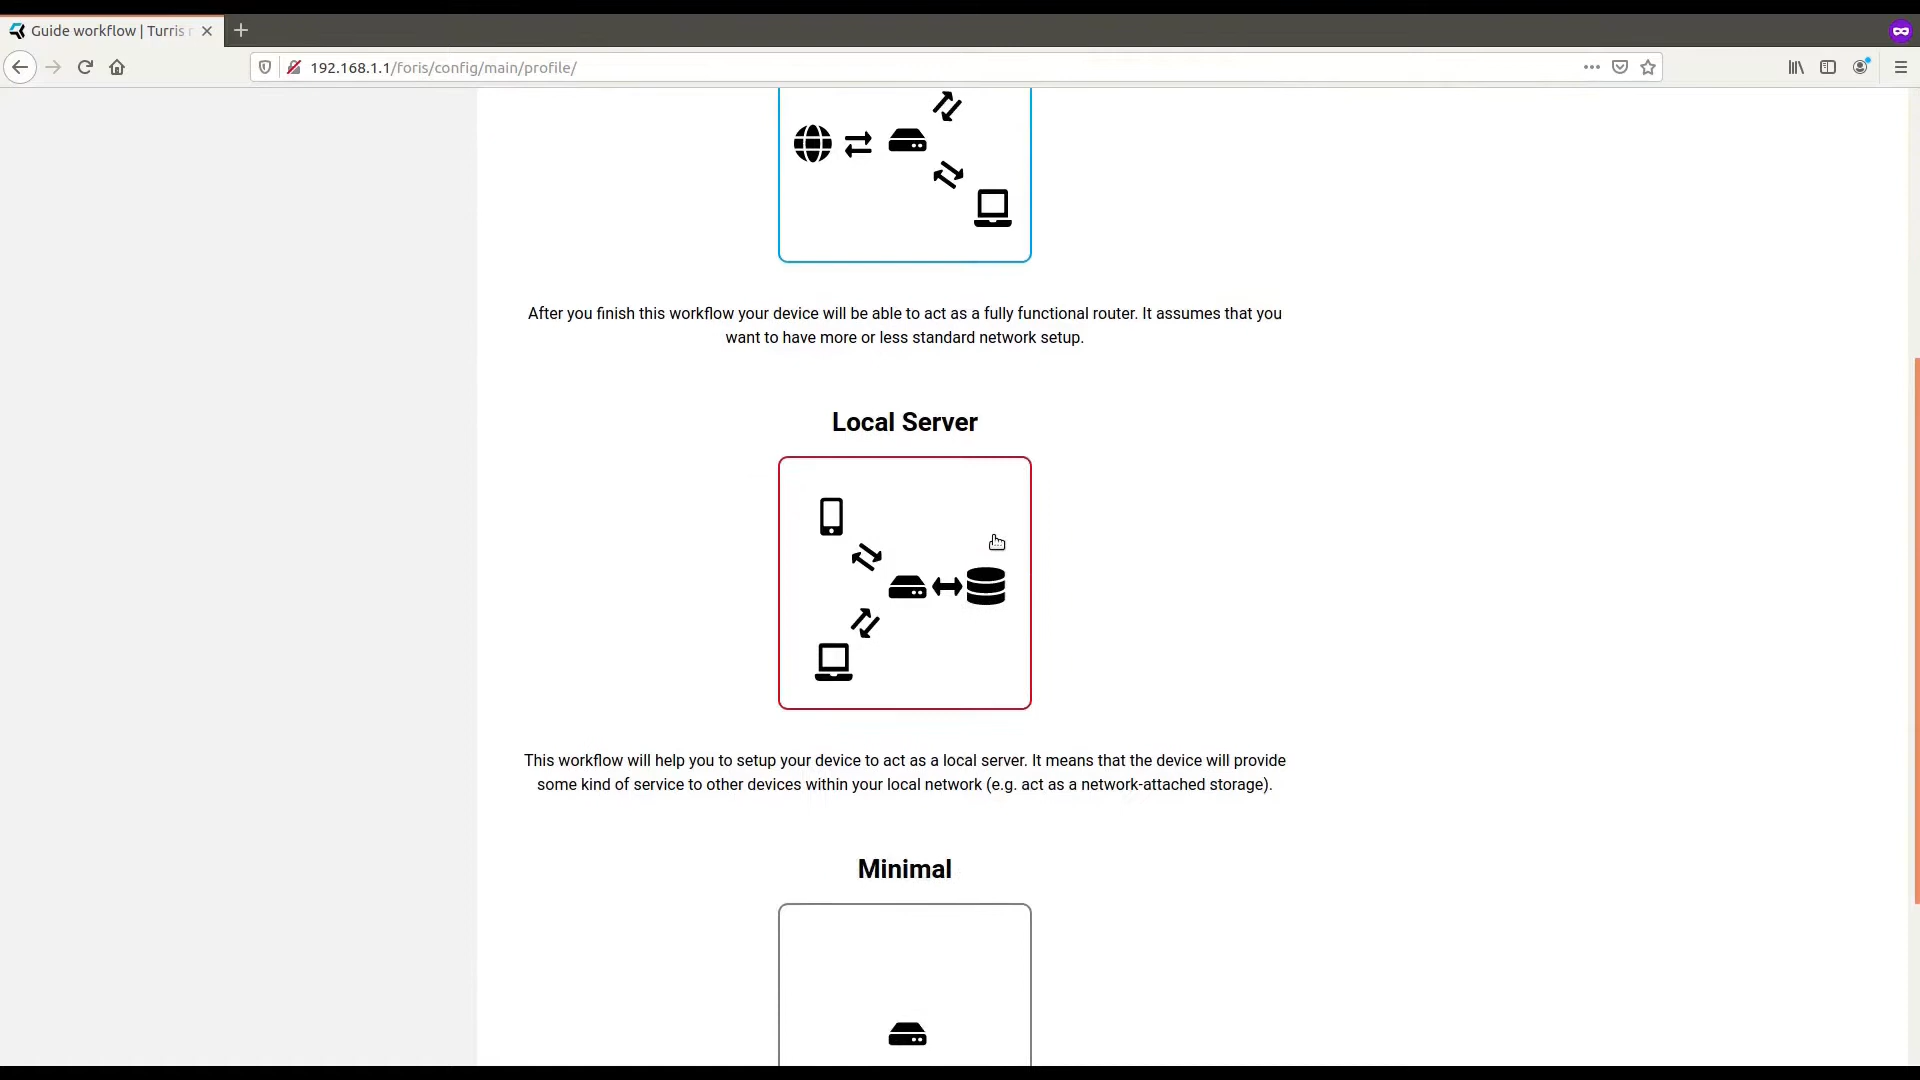 Guide workflow | Turris
192.168.1.1/foris/config/main/profile/
After you finish this workflow your device will be able to act as a fully functional router. It assumes that you
want to have more or less standard network setup.
Local Server
This workflow will help you to setup your device to act as a local server. It means that the device will provide
some kind of service to other devices within your local network (e.g. act as a network-attached storage).
Minimal